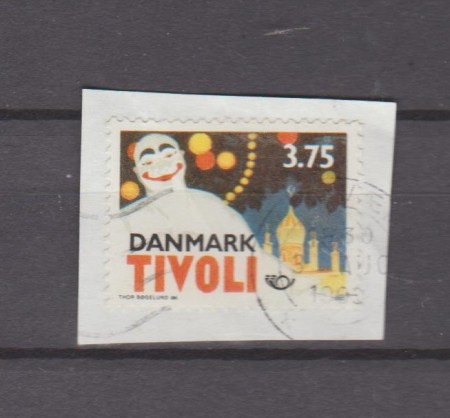 3.75
DANMARK
TIVOLI
THOR BØGELUND